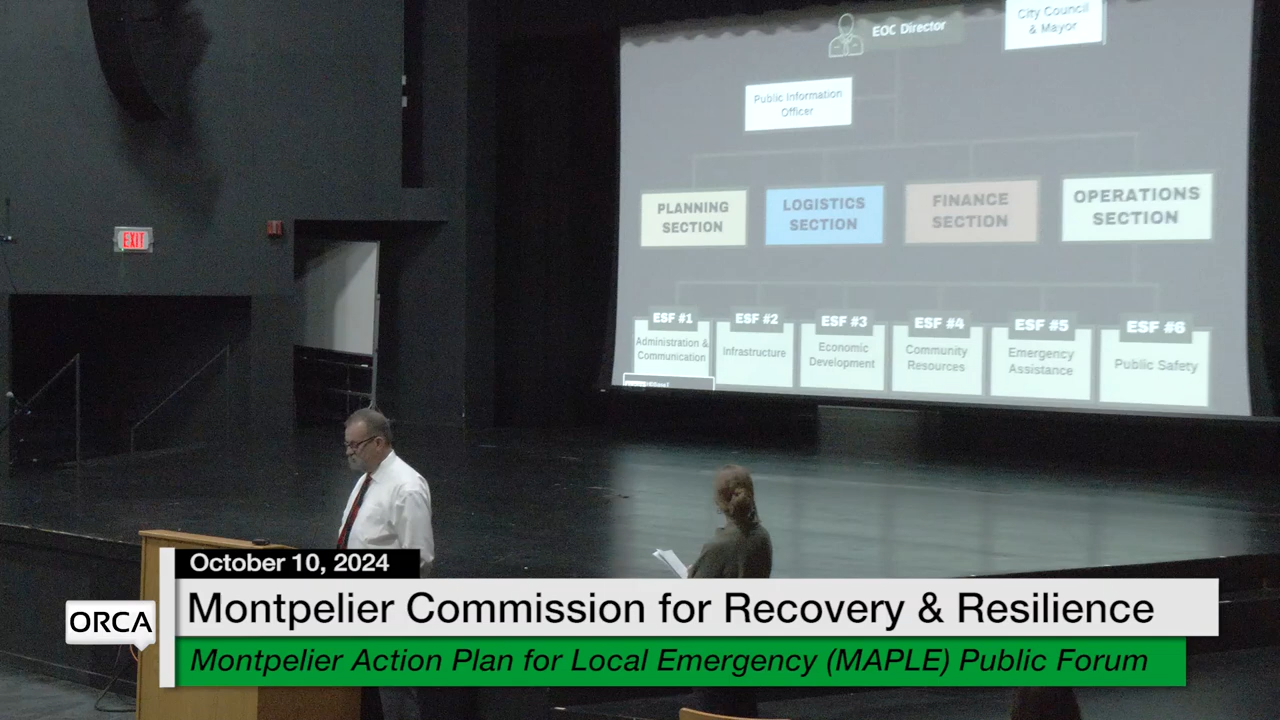 EOC Director
City Council
& Mayor
Public Information
Officer
PLANNING
SECTION
LOGISTICS
SECTION
FINANCE
SECTION
OPERATIONS
SECTION
EXIT
ESF #1
Administration &
Communication
ESF #2
Infrastructure
ESF #3
Economic
Development
ESF #4
Community
Resources
ESF #5
Emergency
Assistance
ESF #6
Public Safety
October 10, 2024
ORCA
Montpelier Commission for Recovery & Resilience
Montpelier Action Plan for Local Emergency (MAPLE) Public Forum